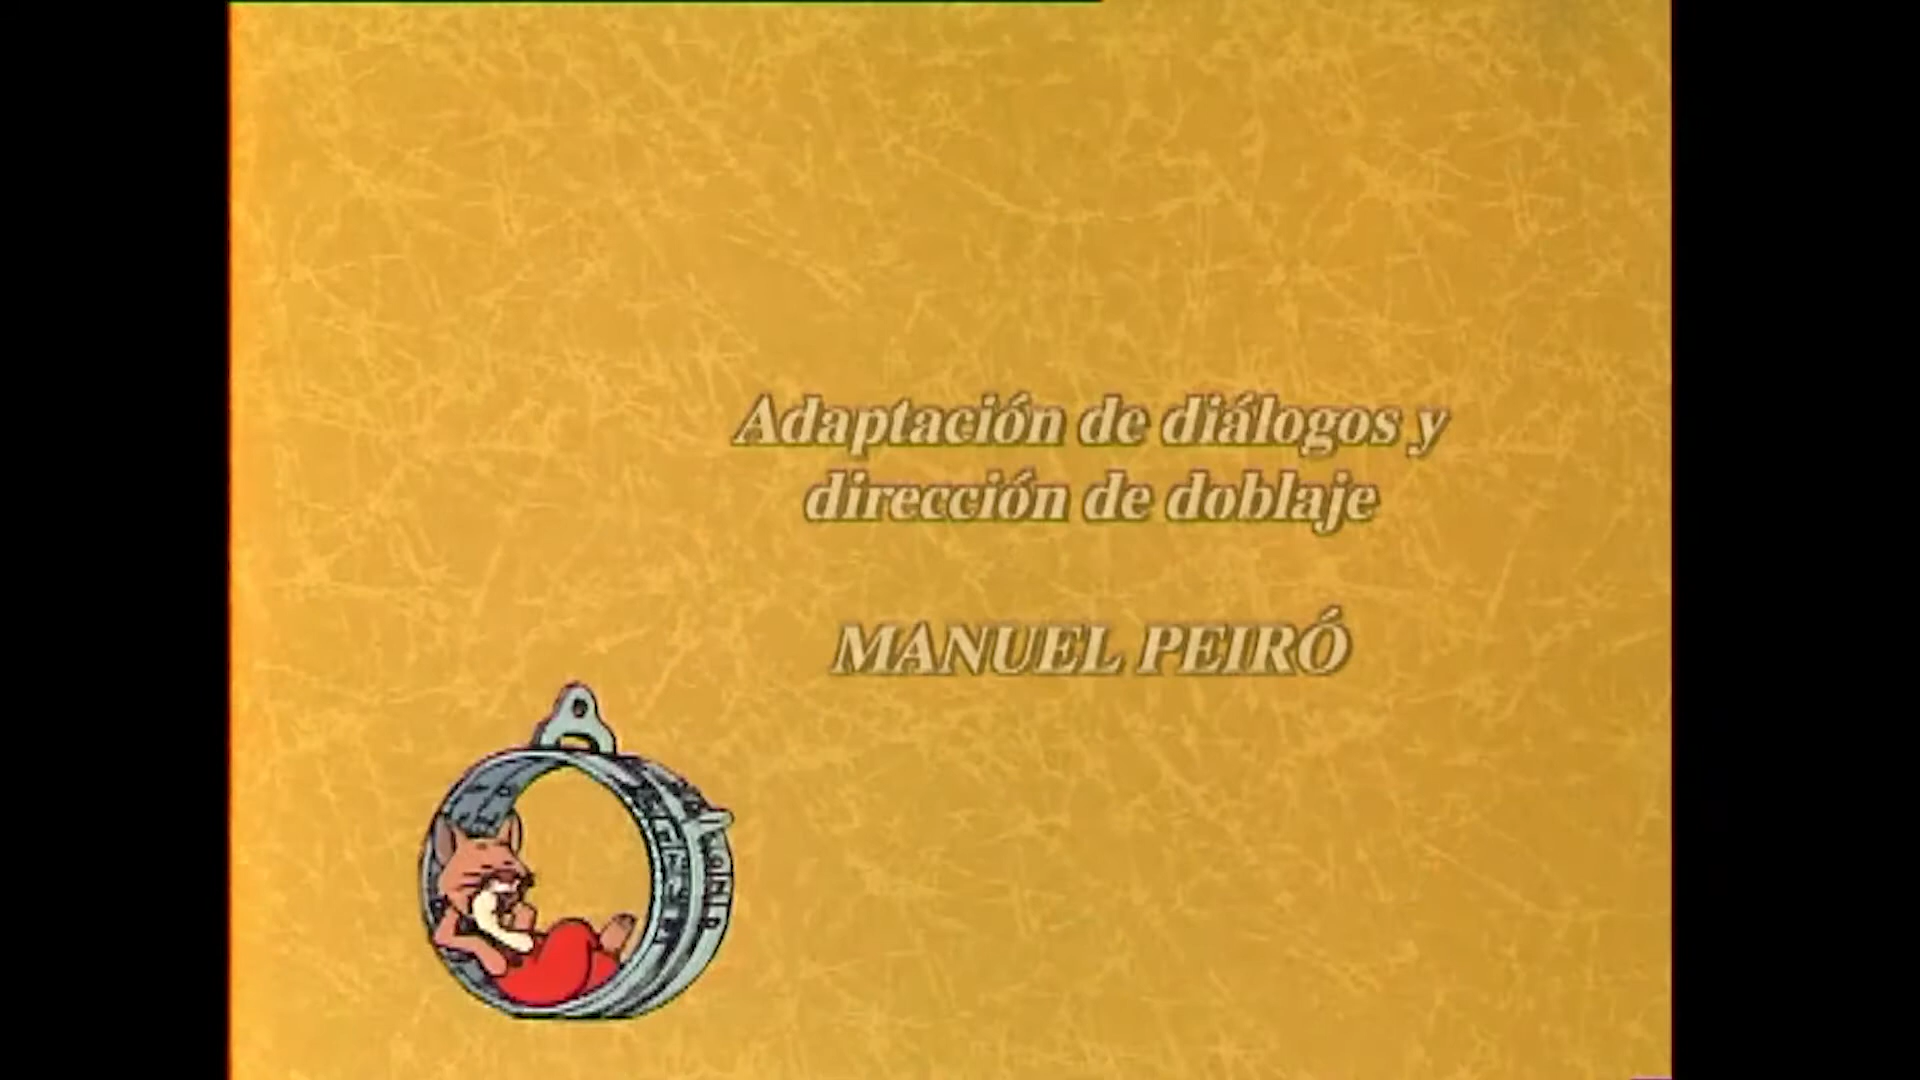 Adaptación de diálogos y
dirección de doblaje
MANUEL PEIRÓ